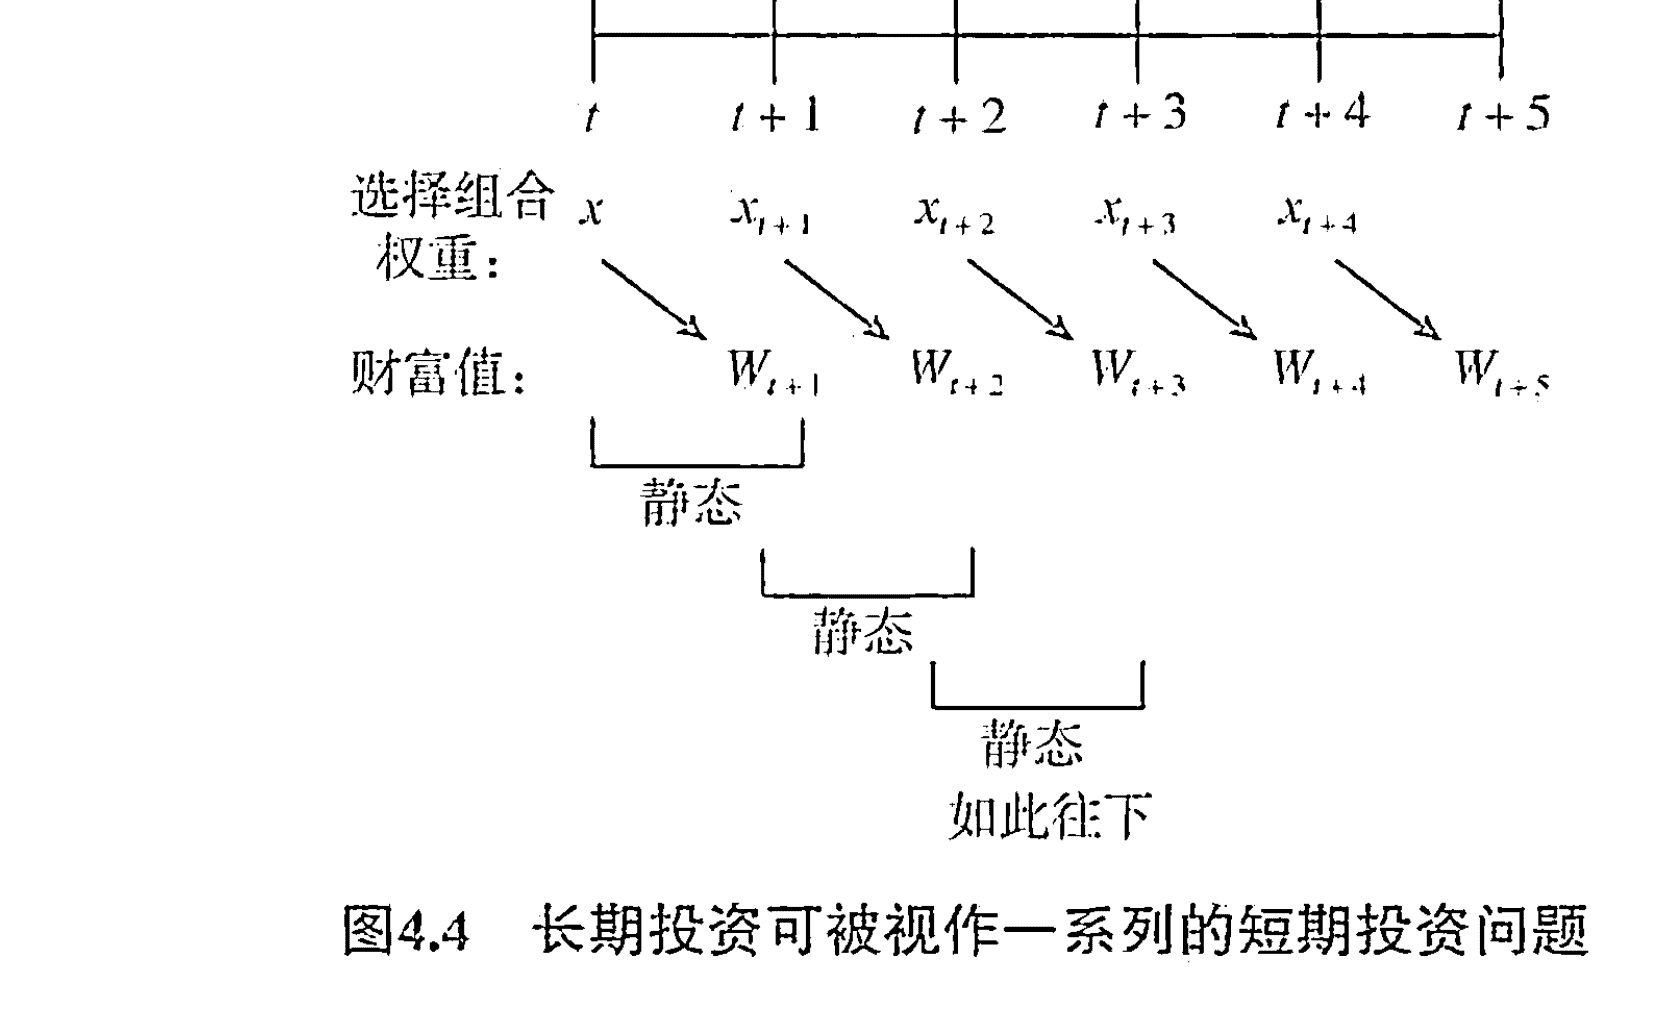 t t + 1 t + 2 t + 3 t + 4 t + 5
选择组合
权重：
x x_{t+1} x_{t+2} x_{t+3} x_{t+4}
财富值： W_{t+1} W_{t+2} W_{t+3} W_{t+4} W_{t+5}
静态
静态
静态
如此往下
图4.4 长期投资可被视作一系列的短期投资问题